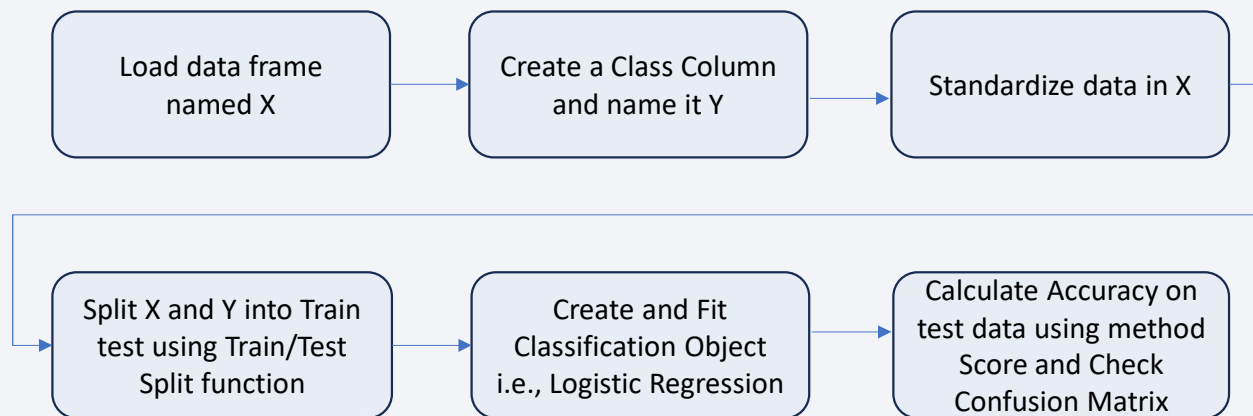 Load data frame
named X
Create a Class Column
and name it Y
Standardize data in X
Split X and Y into Train
test using Train/Test
Split function
Create and Fit
Classification Object
i.e., Logistic Regression
Calculate Accuracy on
test data using method
Score and Check
Confusion Matrix